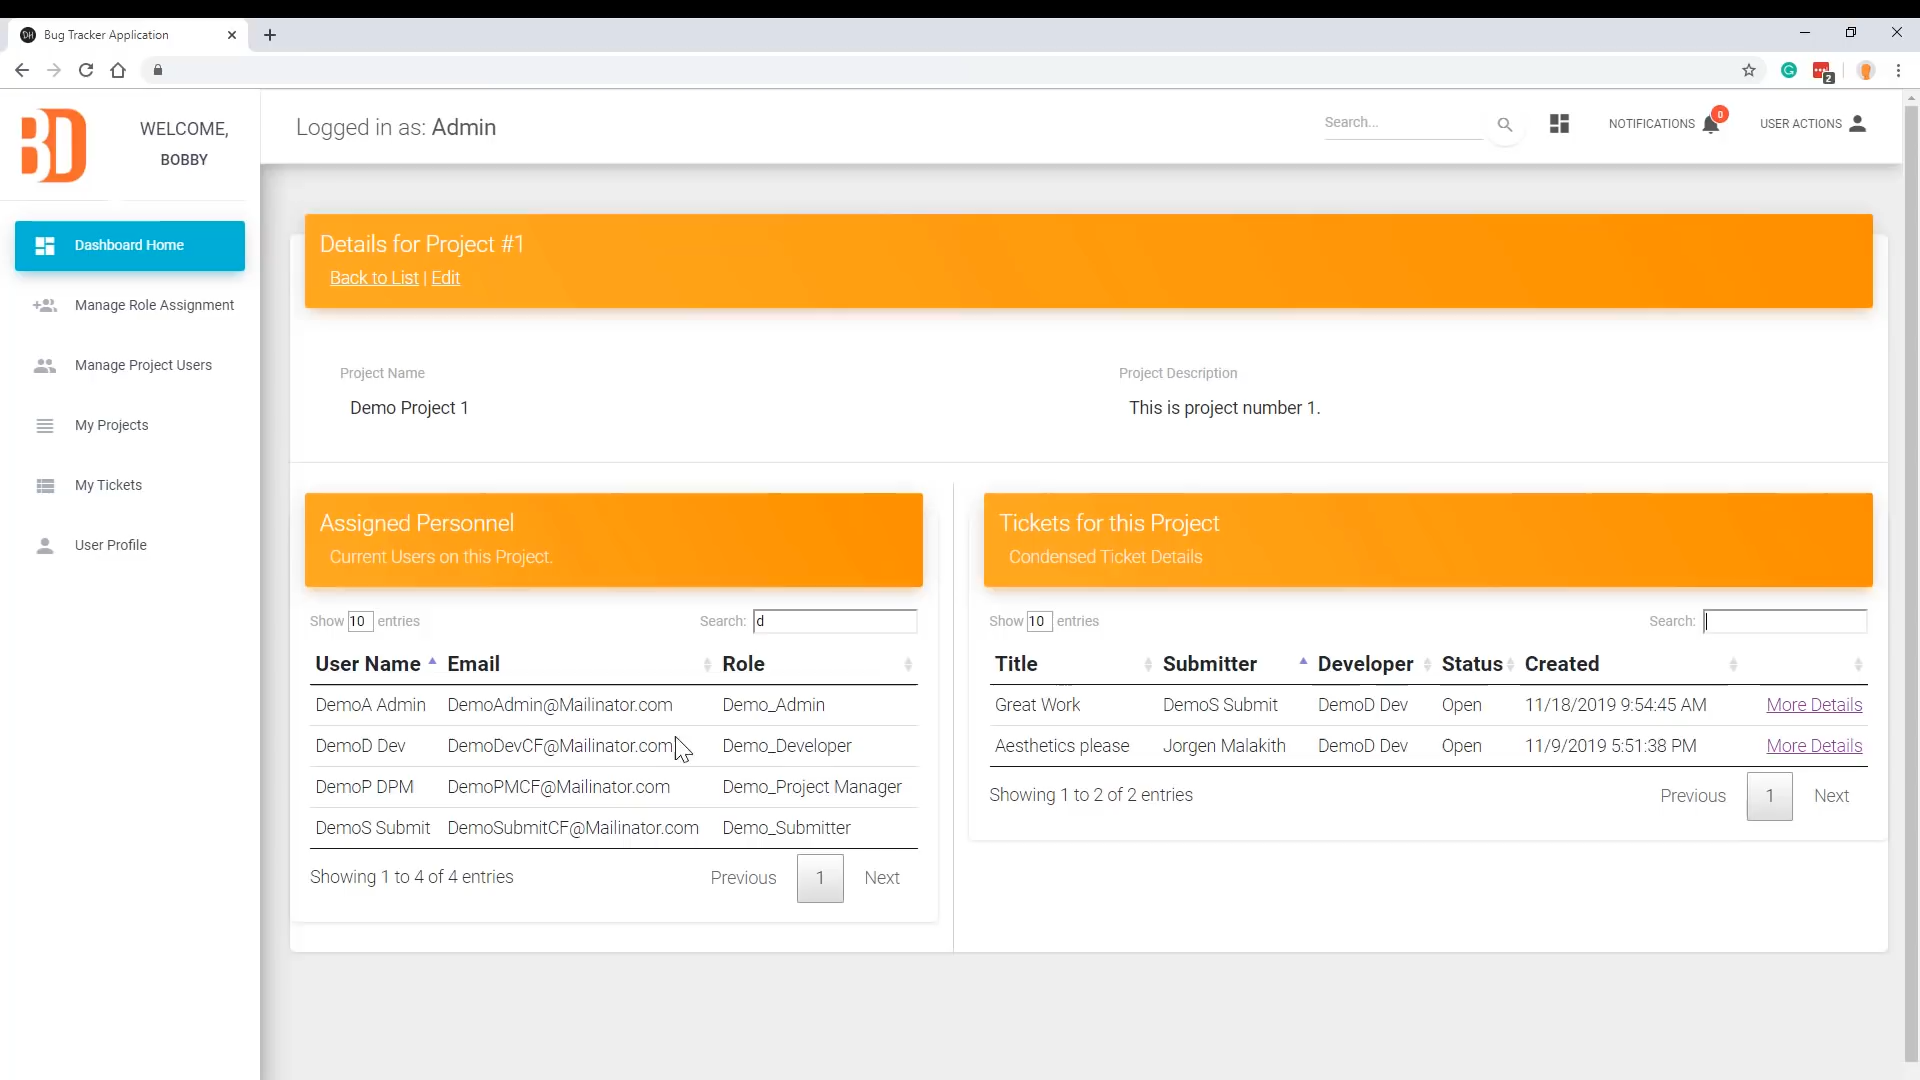 Bug Tracker Application
2
BD
WELCOME,
BOBBY
Logged in as: Admin
Search...
NOTIFICATIONS
0
USER ACTIONS
Dashboard Home
Manage Role Assignment
Manage Project Users
My Projects
My Tickets
User Profile
Details for Project #1
Back to List | Edit
Project Name
Project Description
Demo Project 1
This is project number 1.
Assigned Personnel
Current Users on this Project.
Show 10 entries
Search: d
User Name Email Role
DemoA Admin DemoAdmin@Mailinator.com Demo_Admin
DemoD Dev DemoDevCF@Mailinator.com Demo_Developer
DemoP DPM DemoPMCF@Mailinator.com Demo_Project Manager
DemoS Submit DemoSubmitCF@Mailinator.com Demo_Submitter
Showing 1 to 4 of 4 entries
Previous 1 Next
Tickets for this Project
Condensed Ticket Details
Show 10 entries
Search:
Title Submitter Developer Status Created
Great Work DemoS Submit DemoD Dev Open 11/18/2019 9:54:45 AM More Details
Aesthetics please Jorgen Malakith DemoD Dev Open 11/9/2019 5:51:38 PM More Details
Showing 1 to 2 of 2 entries
Previous 1 Next